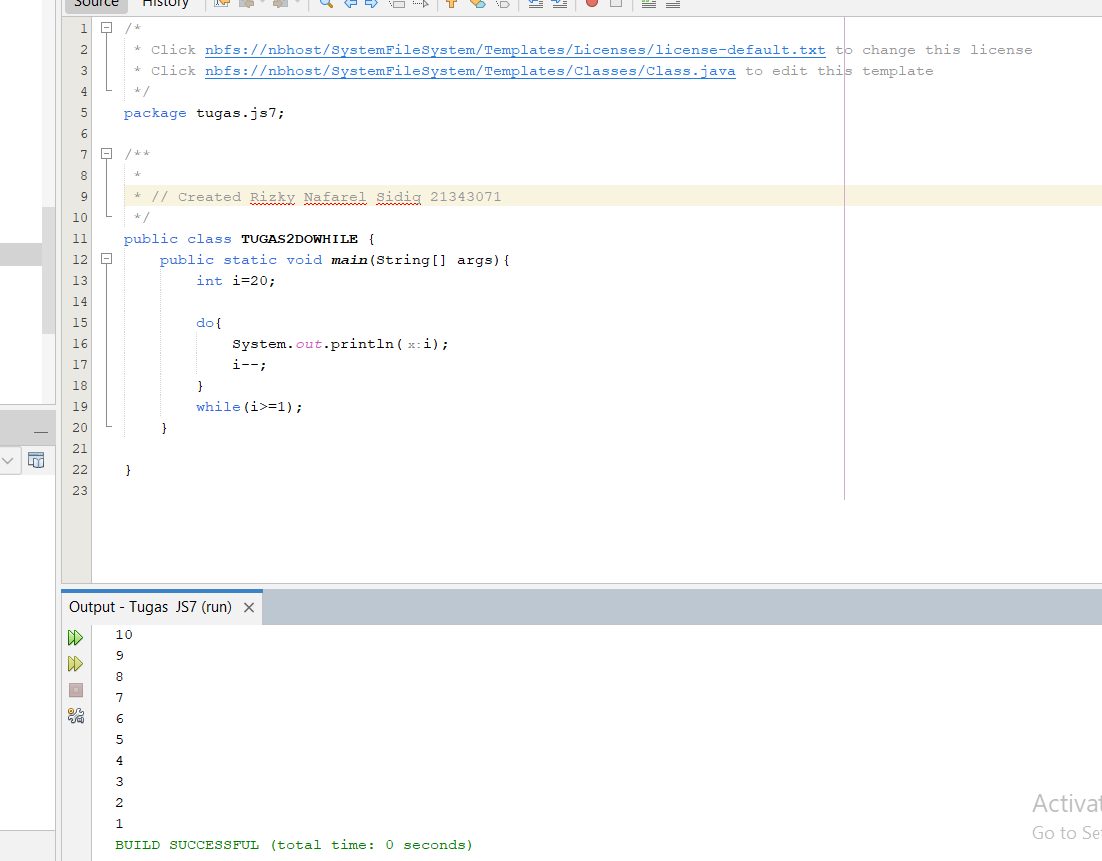 Source History
1 /*
2 * Click nbfs://nbhost/SystemFileSystem/Templates/Licenses/license-default.txt to change this license
3 * Click nbfs://nbhost/SystemFileSystem/Templates/Classes/Class.java to edit this template
4 */
5 package tugas.js7;
6
7 /**
8 *
9 * // Created Rizky Nafarel Sidiq 21343071
10 */
11 public class TUGAS2DOWHILE {
12 public static void main(String[] args){
13 int i=20;
14
15 do{
16 System.out.println( x:i);
17 i--;
18 }
19 while(i>=1);
20 }
21
22 }
23
Output - Tugas JS7 (run)
10
9
8
7
6
5
4
3
2
1
BUILD SUCCESSFUL (total time: 0 seconds)
Activat
Go to Set